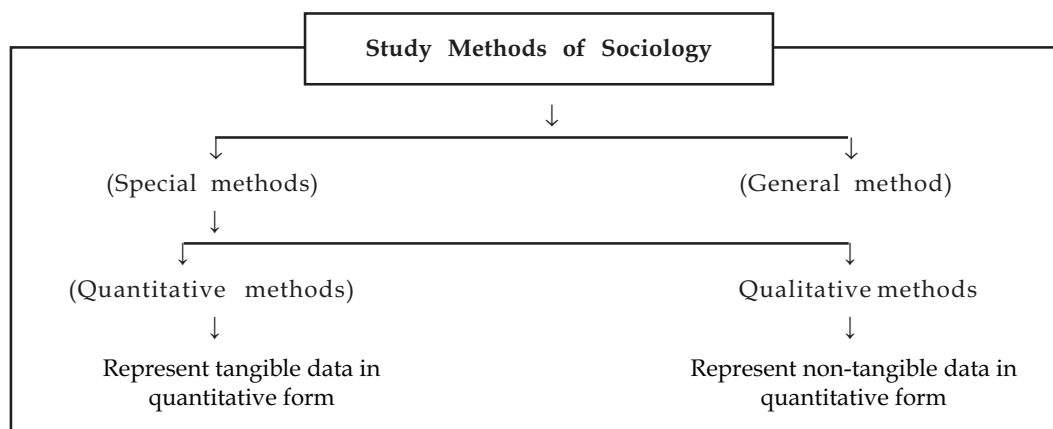 Study Methods of Sociology
↓
↓ ↓
(Special methods) (General method)
↓
↓ ↓
(Quantitative methods) Qualitative methods
↓ ↓
Represent tangible data in Represent non-tangible data in
quantitative form quantitative form